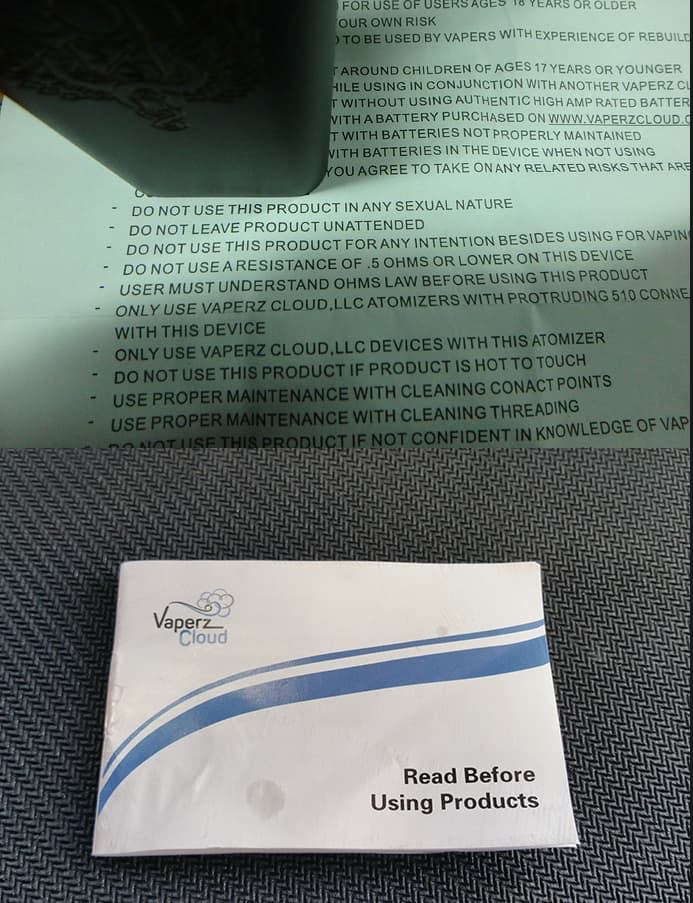 FOR USE OF USERS AGES 18 YEARS OR OLDER
YOUR OWN RISK
TO BE USED BY VAPERS WITH EXPERIENCE OF REBUILD
AROUND CHILDREN OF AGES 17 YEARS OR YOUNGER
WHILE USING IN CONJUNCTION WITH ANOTHER VAPERZ CL
WITHOUT USING AUTHENTIC HIGH AMP RATED BATTER
WITH A BATTERY PURCHASED ON WWW.VAPERZCLOUD.C
WITH BATTERIES NOT PROPERLY MAINTAINED
WITH BATTERIES IN THE DEVICE WHEN NOT USING
YOU AGREE TO TAKE ON ANY RELATED RISKS THAT ARE
- DO NOT USE THIS PRODUCT IN ANY SEXUAL NATURE
- DO NOT LEAVE PRODUCT UNATTENDED
- DO NOT USE THIS PRODUCT FOR ANY INTENTION BESIDES USING FOR VAPING
- DO NOT USE A RESISTANCE OF .5 OHMS OR LOWER ON THIS DEVICE
- USER MUST UNDERSTAND OHMS LAW BEFORE USING THIS PRODUCT
- ONLY USE VAPERZ CLOUD,LLC ATOMIZERS WITH PROTRUDING 510 CONNE
WITH THIS DEVICE
- ONLY USE VAPERZ CLOUD,LLC DEVICES WITH THIS ATOMIZER
- DO NOT USE THIS PRODUCT IF PRODUCT IS HOT TO TOUCH
- USE PROPER MAINTENANCE WITH CLEANING CONACT POINTS
- USE PROPER MAINTENANCE WITH CLEANING THREADING
- DO NOT USE THIS PRODUCT IF NOT CONFIDENT IN KNOWLEDGE OF VAP
Vaperz
Cloud
Read Before
Using Products